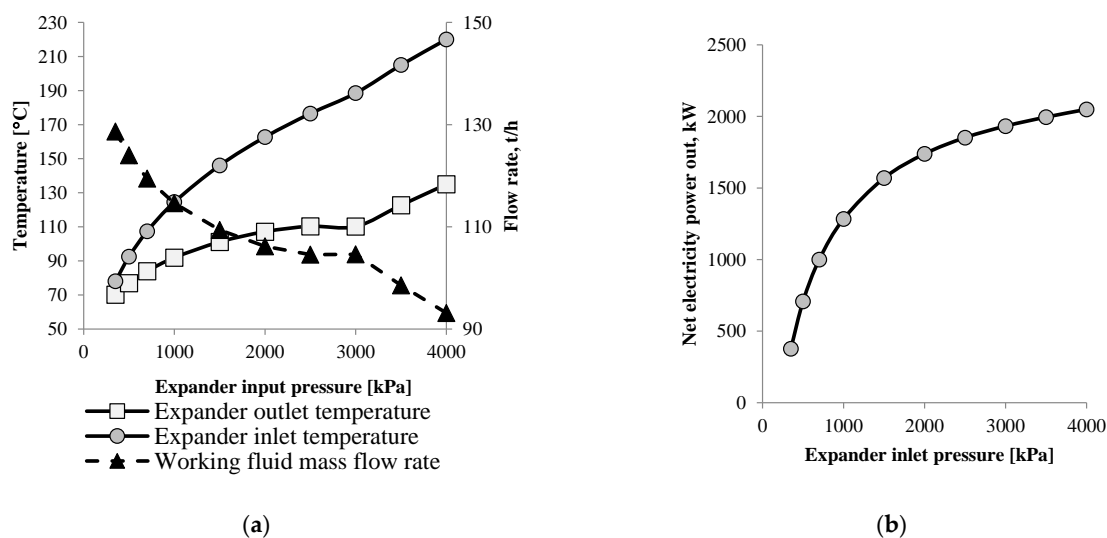 230
210
190
170
150
130
110
90
70
50
Temperature [°C]
150
130
110
90
Flow rate, t/h
0 1000 2000 3000 4000
Expander input pressure [kPa]
Expander outlet temperature
Expander inlet temperature
Working fluid mass flow rate
(a)
2500
2000
1500
1000
500
0
Net electricity power out, kW
0 1000 2000 3000 4000
Expander inlet pressure [kPa]
(b)